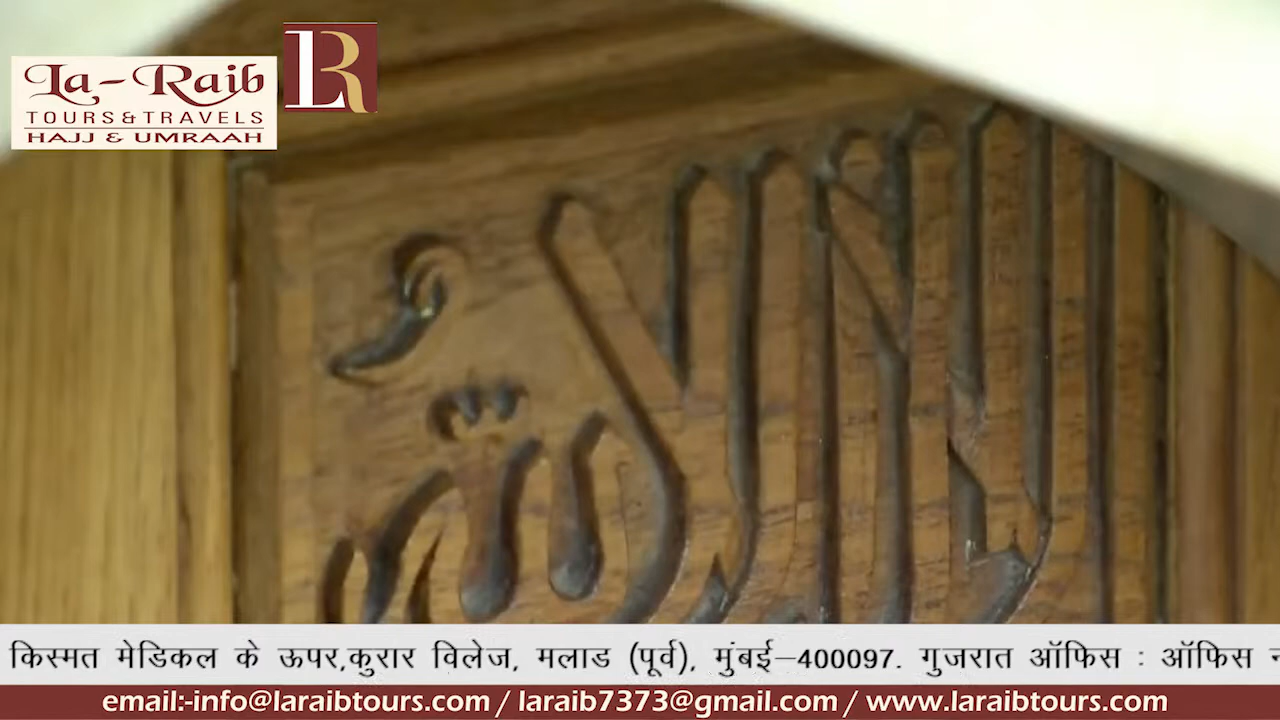 La-Raib
TOURS & TRAVELS
HAJJ & UMRAAH
LR
किस्मत मेडिकल के ऊपर,कुरार विलेज, मलाड (पूर्व), मुंबई–400097. गुजरात ऑफिस : ऑफिस
email:-info@laraibtours.com / laraib7373@gmail.com / www.laraibtours.com